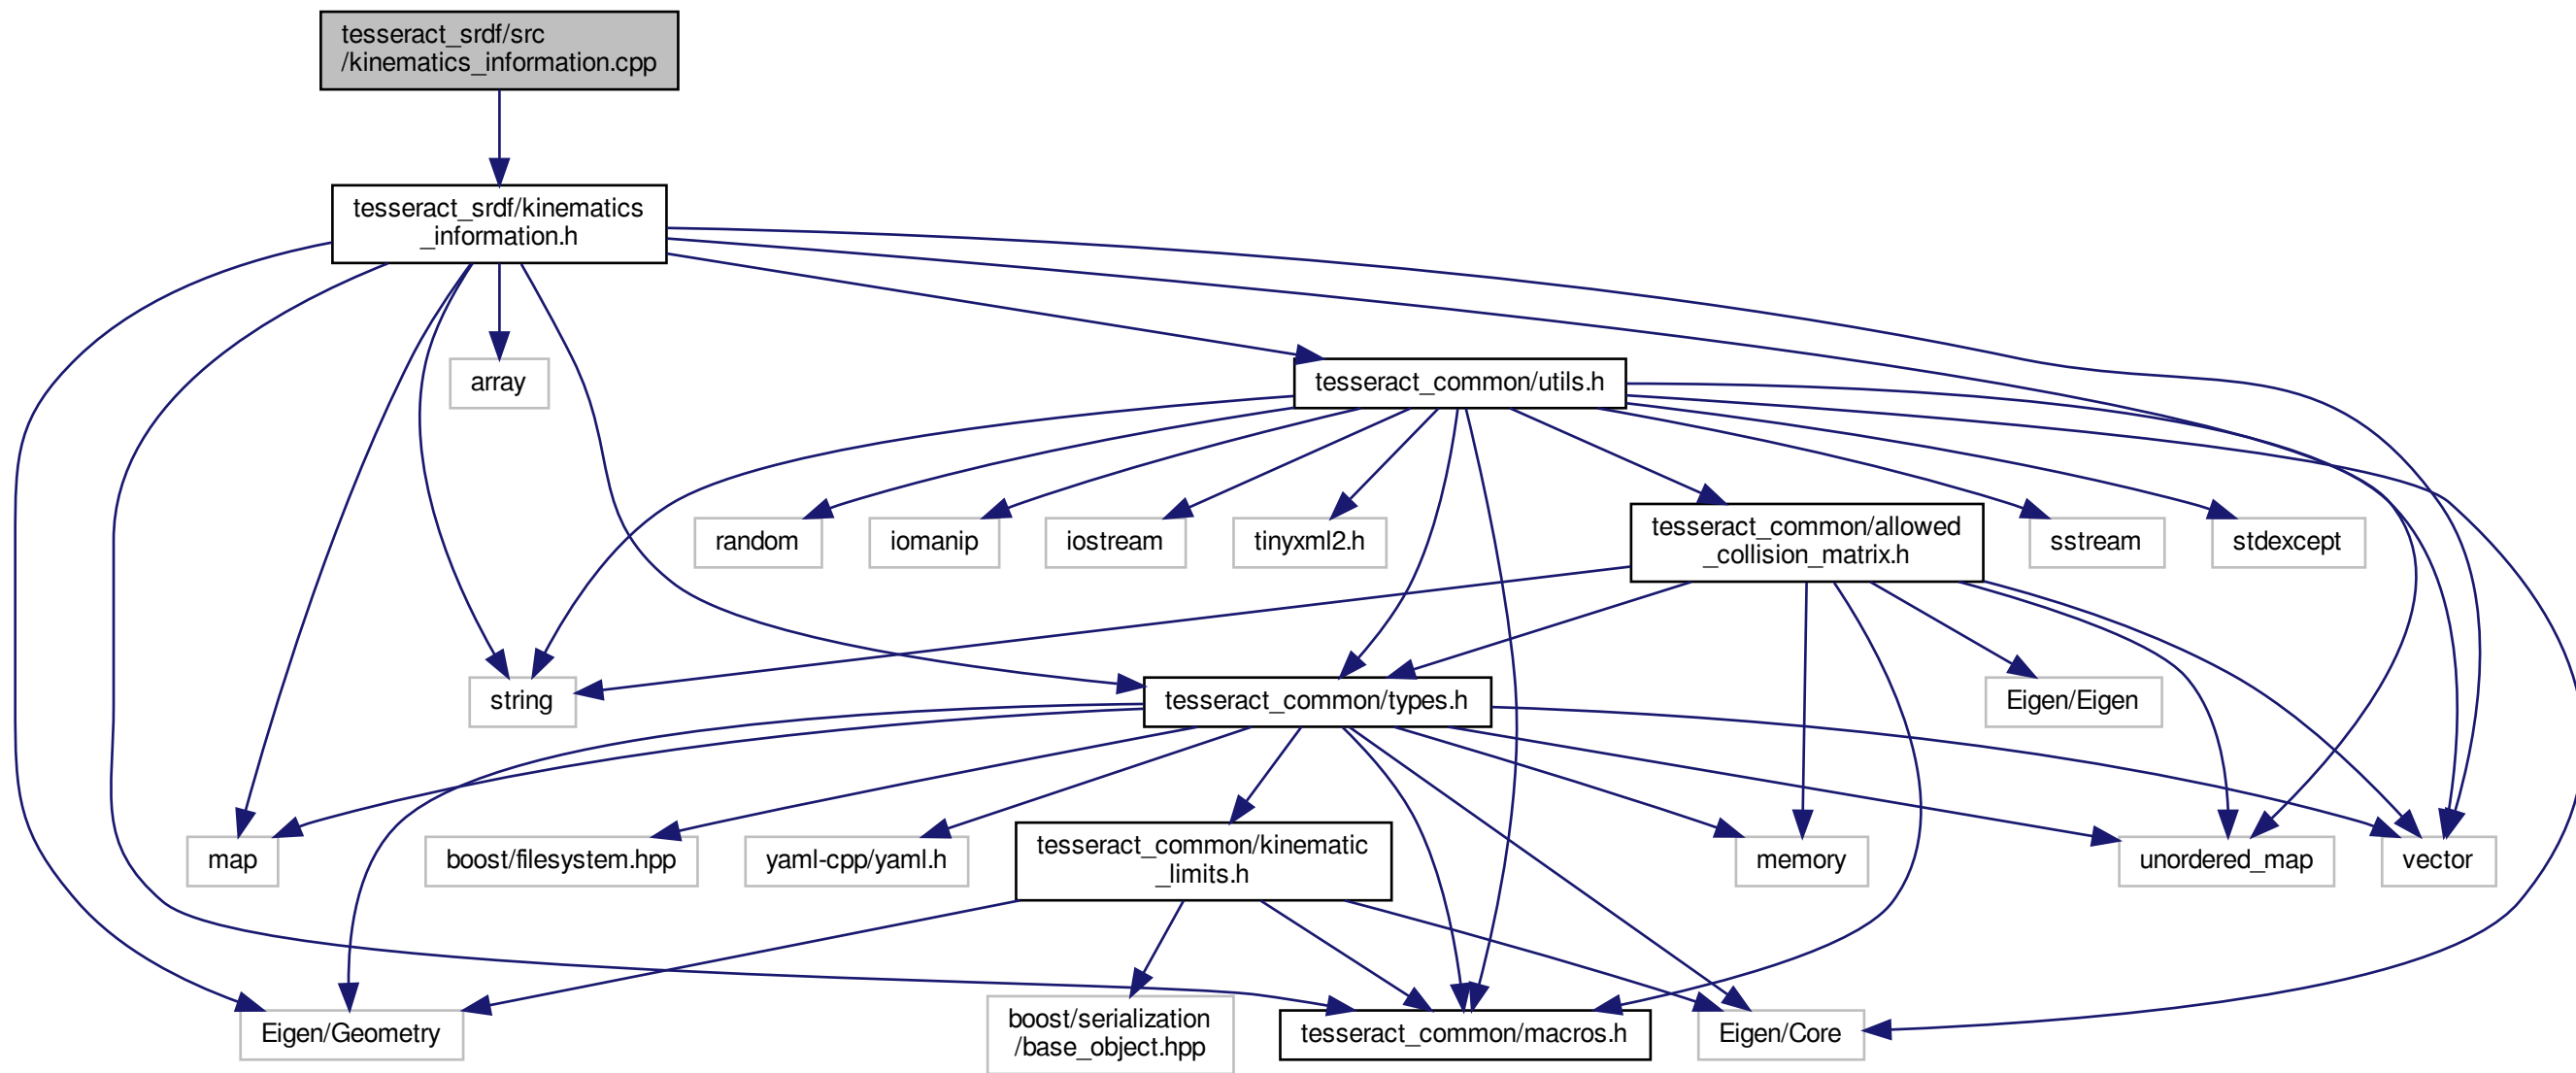 tesseract_srdf/src
/kinematics_information.cpp
tesseract_srdf/kinematics
_information.h
array
tesseract_common/utils.h
random
iomanip
iostream
tinyxml2.h
tesseract_common/allowed
_collision_matrix.h
sstream
stdexcept
string
tesseract_common/types.h
Eigen/Eigen
map
boost/filesystem.hpp
yaml-cpp/yaml.h
tesseract_common/kinematic
_limits.h
memory
unordered_map
vector
Eigen/Geometry
boost/serialization
/base_object.hpp
tesseract_common/macros.h
Eigen/Core